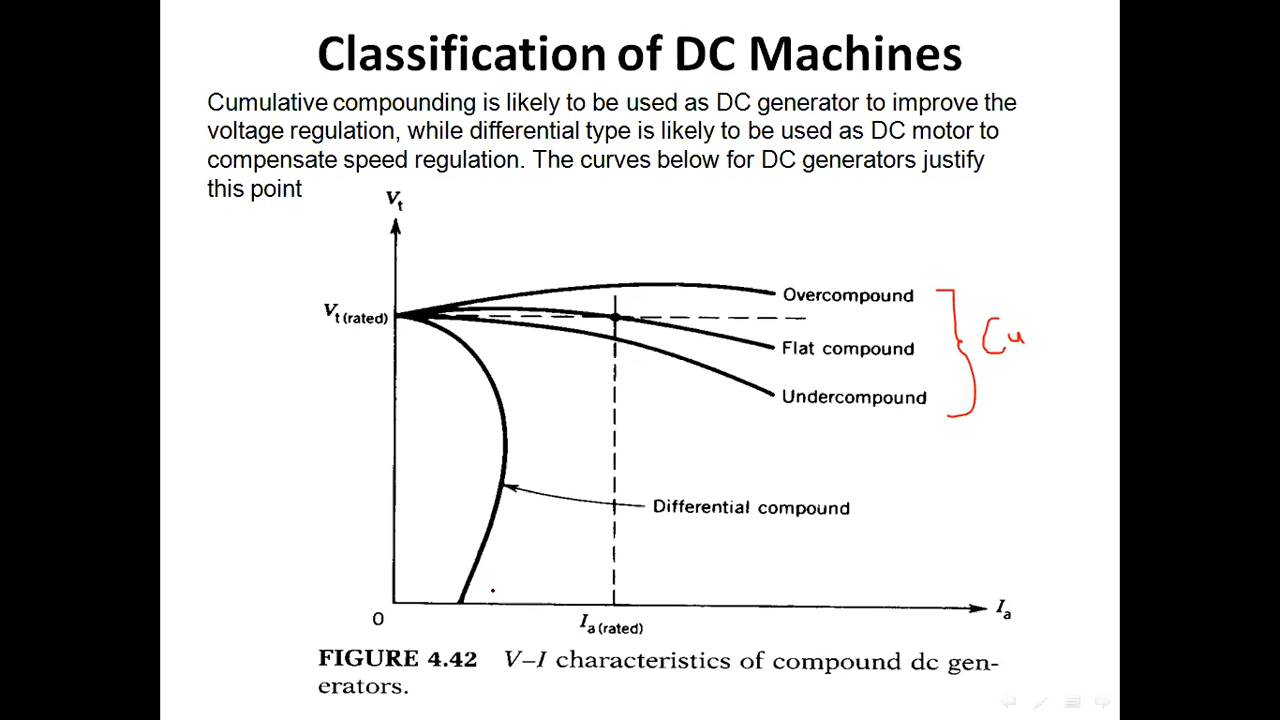 Classification of DC Machines
Cumulative compounding is likely to be used as DC generator to improve the
voltage regulation, while differential type is likely to be used as DC motor to
compensate speed regulation. The curves below for DC generators justify
this point
Vt
Overcompound
Vt (rated)
Cu
Flat compound
Undercompound
Differential compound
0
Ia (rated)
Ia
FIGURE 4.42 V–I characteristics of compound dc gen-
erators.